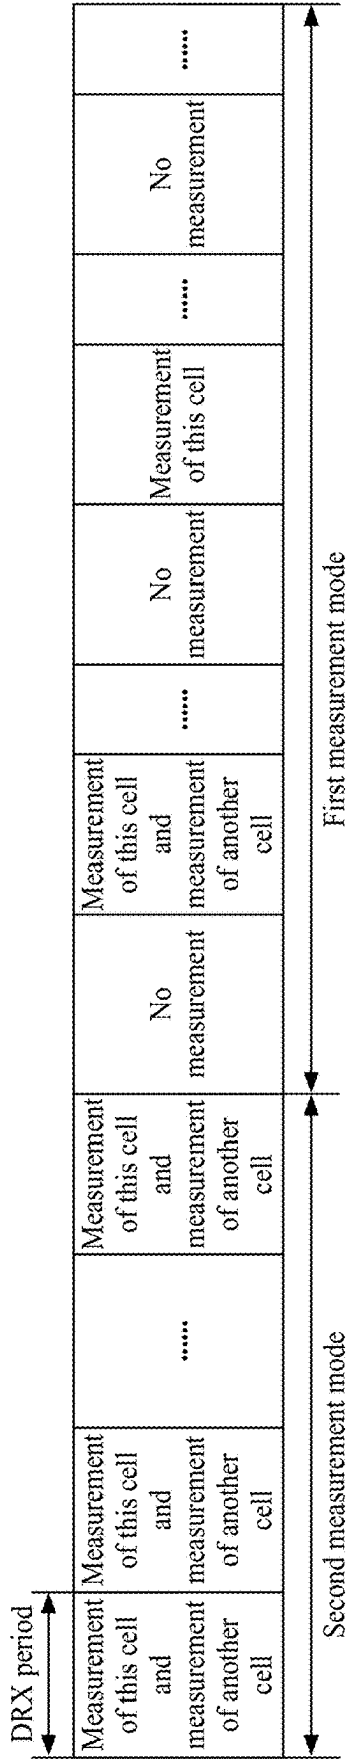 DRX period
Measurement
of this cell
and
measurement
of another
cell
Measurement
of this cell
and
measurement
of another
cell
......
Measurement
of this cell
and
measurement
of another
cell
No
measurement
Measurement
of this cell
and
measurement
of another
cell
......
No
measurement
Measurement
of this cell
......
No
measurement
......
Second measurement mode
First measurement mode